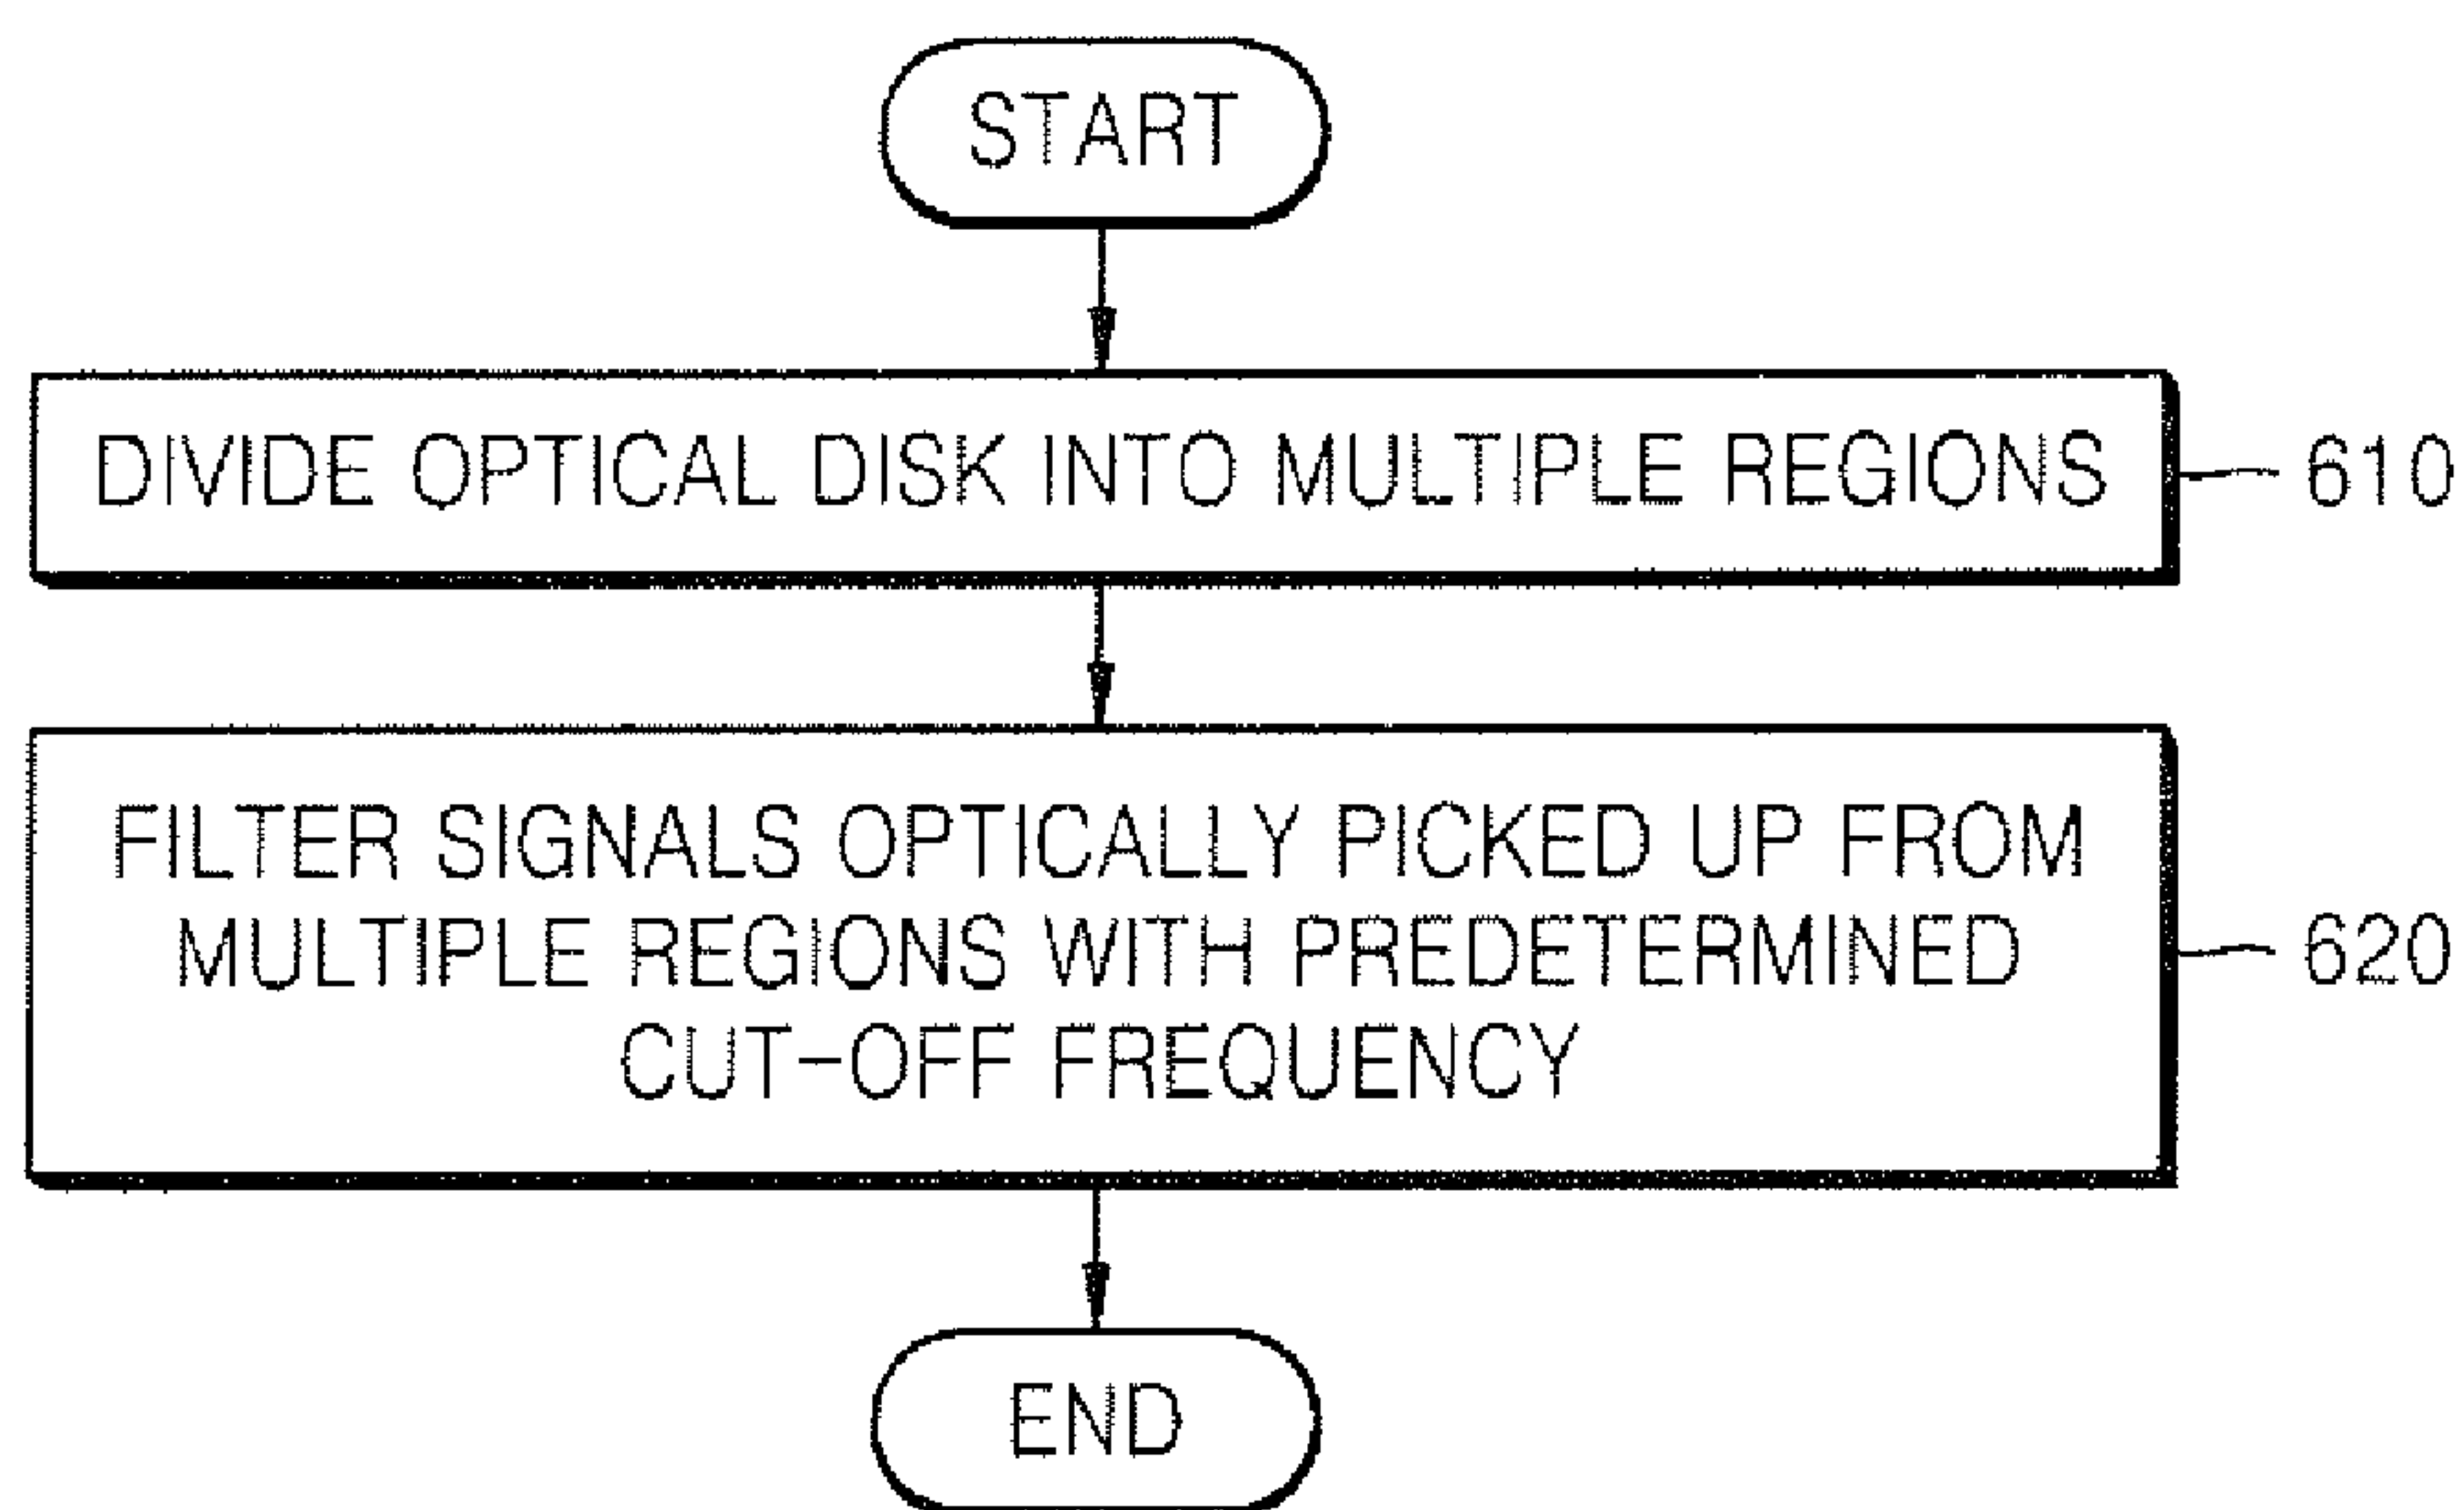 START
DIVIDE OPTICAL DISK INTO MULTIPLE REGIONS
610
FILTER SIGNALS OPTICALLY PICKED UP FROM
MULTIPLE REGIONS WITH PREDETERMINED
620
CUT-OFF FREQUENCY
END